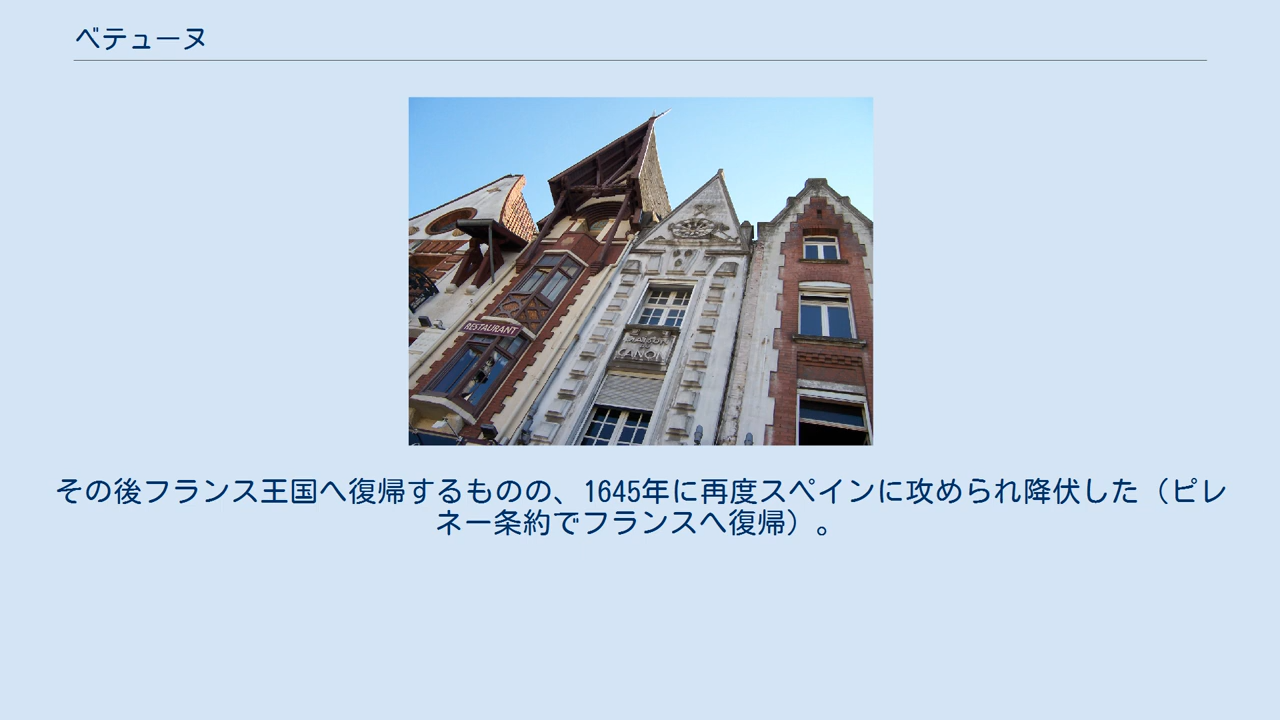 ベテューヌ
RESTAURANT
CANON
その後フランス王国へ復帰するものの、1645年に再度スペインに攻められ降伏した（ピレ
ネー条約でフランスへ復帰）。